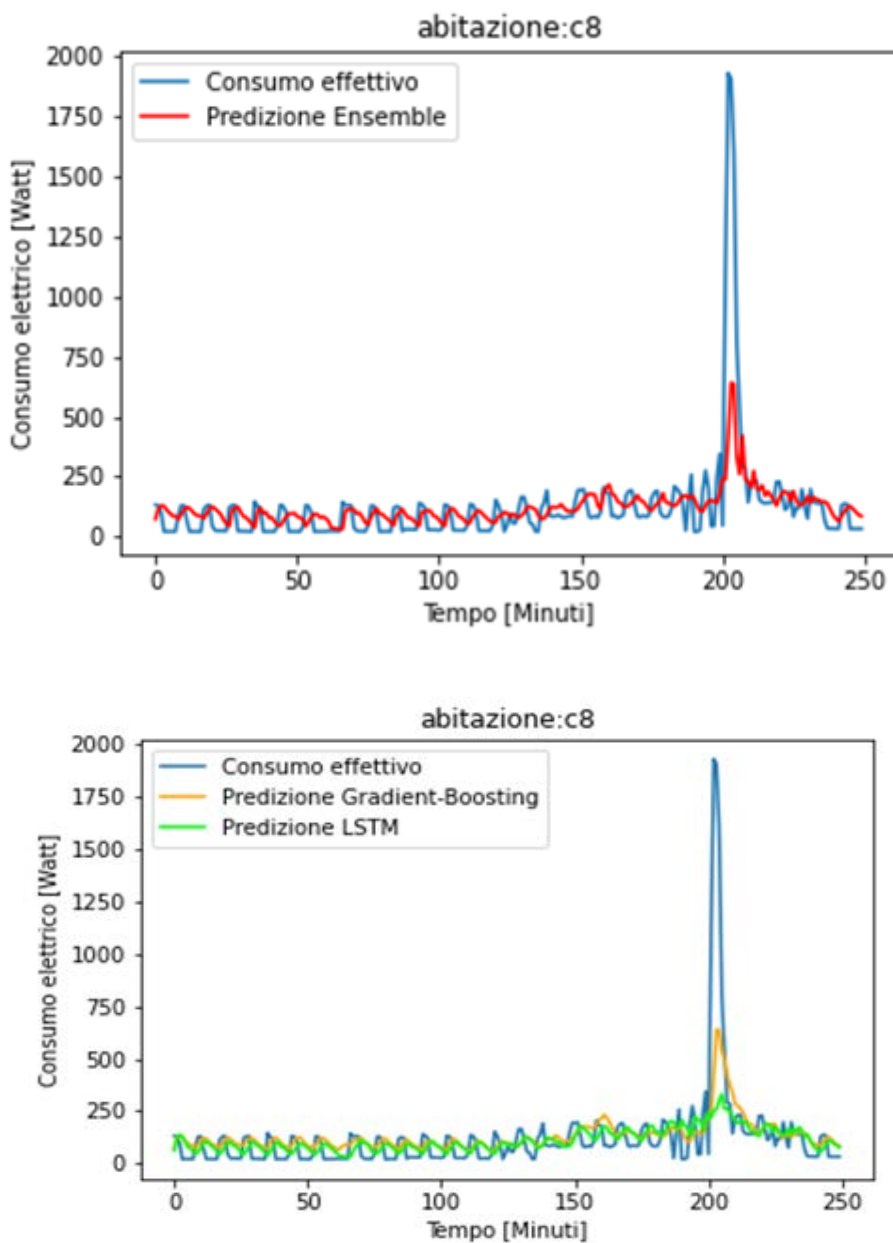 abitazione:c8
Consumo effettivo
Predizione Ensemble
Consumo elettrico [Watt]
2000
1750
1500
1250
1000
750
500
250
0
0 50 100 150 200 250
Tempo [Minuti]
abitazione:c8
Consumo effettivo
Predizione Gradient-Boosting
Predizione LSTM
Consumo elettrico [Watt]
2000
1750
1500
1250
1000
750
500
250
0
0 50 100 150 200 250
Tempo [Minuti]